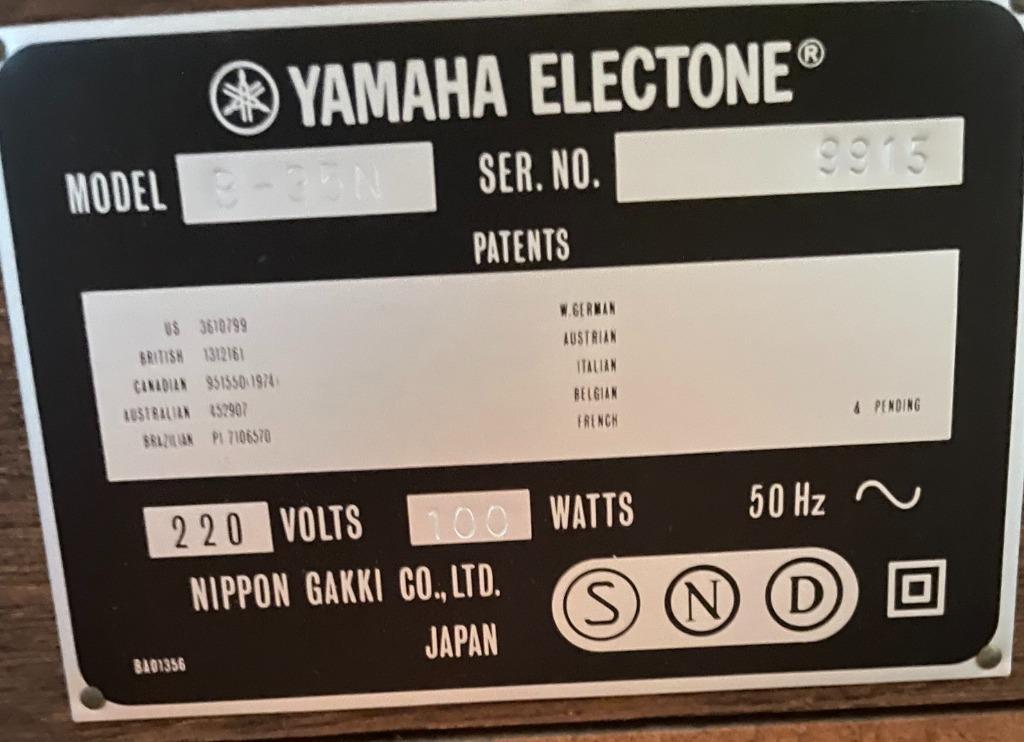 YAMAHA ELECTONE®
MODEL B-35N SER. NO. 9915
PATENTS
US 3610799
BRITISH 1312161
CANADIAN 951550(1974)
AUSTRALIAN 452907
BRAZILIAN PI 7106570
W.GERMAN
AUSTRIAN
ITALIAN
BELGIAN
FRENCH
& PENDING
220 VOLTS 100 WATTS 50 Hz
NIPPON GAKKI CO., LTD.
JAPAN
S N D
BA01356